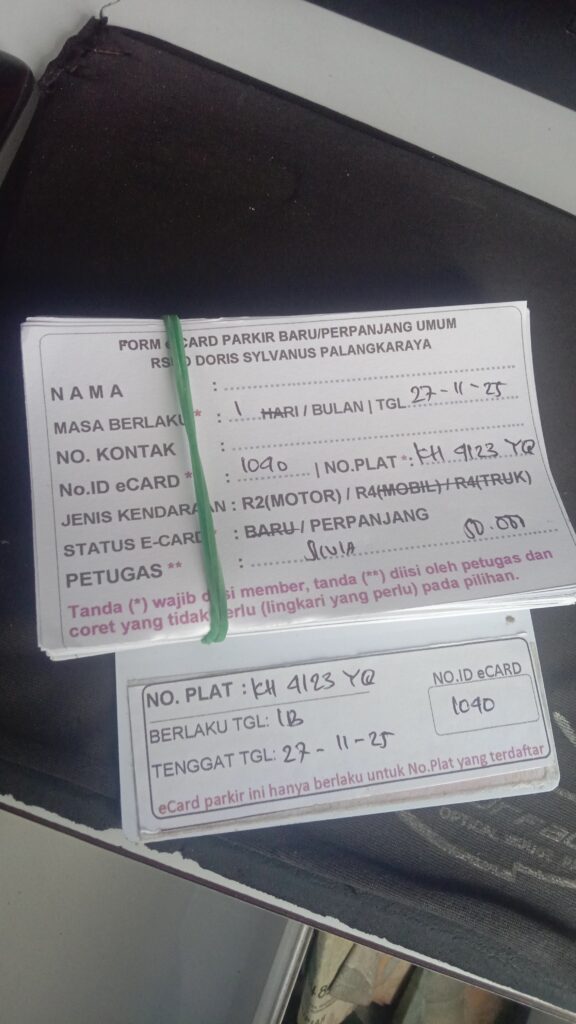 FORM eCARD PARKIR BARU/PERPANJANG UMUM
RSUD DORIS SYLVANUS PALANGKARAYA
NAMA :
MASA BERLAKU * : 1 HARI / BULAN | TGL 27-11-25
NO. KONTAK :
No.ID eCARD * : 1090 | NO.PLAT *: KH 4123 YQ
JENIS KENDARAAN : R2(MOTOR) / R4(MOBIL) / R4(TRUK)
STATUS E-CARD * : BARU / PERPANJANG
PETUGAS ** : SILVIA 50.000
Tanda (*) wajib diisi member, tanda (**) diisi oleh petugas dan
coret yang tidak perlu (lingkari yang perlu) pada pilihan.
NO. PLAT : KH 4123 YQ
NO.ID eCARD
BERLAKU TGL: 1B
1090
TENGGAT TGL: 27-11-25
eCard parkir ini hanya berlaku untuk No.Plat yang terdaftar